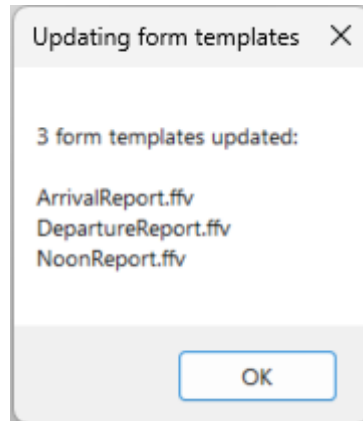 Updating form templates
3 form templates updated:
ArrivalReport.ffv
DepartureReport.ffv
NoonReport.ffv
OK